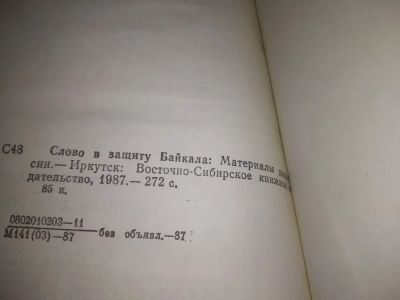 С48 Слово в защиту Байкала: Материалы
сии.— Иркутск: Восточно-Сибирское книжное
дательство, 1987.— 272 с.
85 к.
0802010203—11
М141(03)—87 без объявл.—87